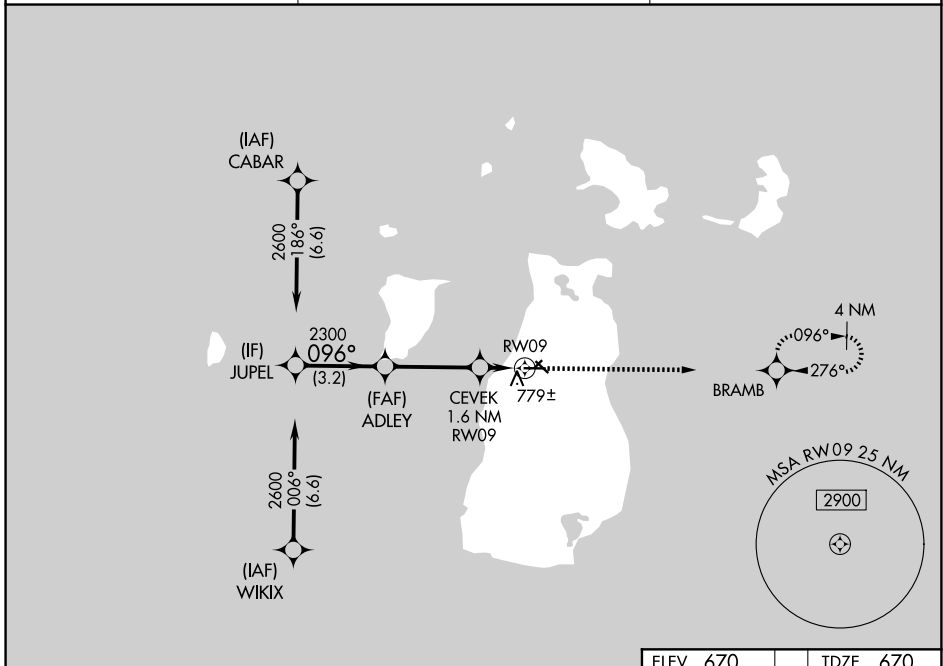 (IAF)
CABAR
2600
186°
(6.6)
(IF)
JUPEL
2300
096°
(3.2)
(FAF)
ADLEY
CEVEK
1.6 NM
RW09
RW09
779±
4 NM
096°
276°
BRAMB
2600
006°
(6.6)
(IAF)
WIKIX
MSA RW09 25 NM
2900
ELEV 670
TDZE 670